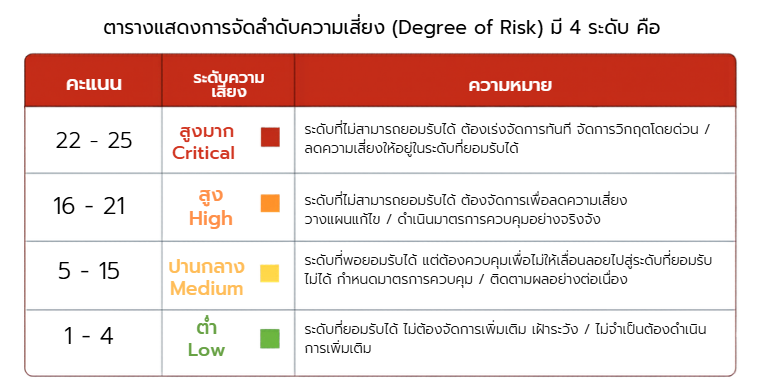 ตารางแสดงการจัดลำดับความเสี่ยง (Degree of Risk) มี 4 ระดับ คือ
คะแนน
ระดับความ
เสี่ยง
ความหมาย
22 - 25
สูงมาก
Critical
ระดับที่ไม่สามารถยอมรับได้ ต้องเร่งจัดการทันที จัดการวิกฤตโดยด่วน /
ลดความเสี่ยงให้อยู่ในระดับที่ยอมรับได้
16 - 21
สูง
High
ระดับที่ไม่สามารถยอมรับได้ ต้องจัดการเพื่อลดความเสี่ยง
วางแผนแก้ไข / ดำเนินมาตรการควบคุมอย่างจริงจัง
5 - 15
ปานกลาง
Medium
ระดับที่พอยอมรับได้ แต่ต้องควบคุมเพื่อไม่ให้เลื่อนลอยไปสู่ระดับที่ยอมรับ
ไม่ได้ กำหนดมาตรการควบคุม / ติดตามผลอย่างต่อเนื่อง
1 - 4
ต่ำ
Low
ระดับที่ยอมรับได้ ไม่ต้องจัดการเพิ่มเติม เฝ้าระวัง / ไม่จำเป็นต้องดำเนิน
การเพิ่มเติม